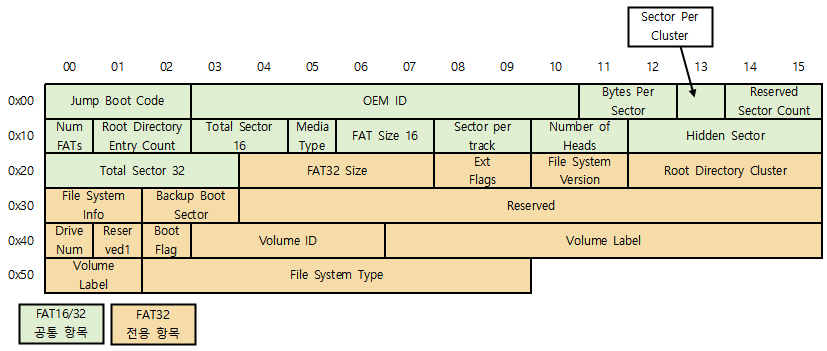 Sector Per
Cluster
00 01 02 03 04 05 06 07 08 09 10 11 12 13 14 15
0x00
Jump Boot Code
OEM ID
Bytes Per
Sector
Reserved
Sector Count
0x10
Num
FATs
Root Directory
Entry Count
Total Sector
16
Media
Type
FAT Size 16
Sector per
track
Number of
Heads
Hidden Sector
0x20
Total Sector 32
FAT32 Size
Ext
Flags
File System
Version
Root Directory Cluster
0x30
File System
Info
Backup Boot
Sector
Reserved
0x40
Drive
Num
Reser
ved1
Boot
Flag
Volume ID
Volume Label
0x50
Volume
Label
File System Type
FAT16/32
공통 항목
FAT32
전용 항목